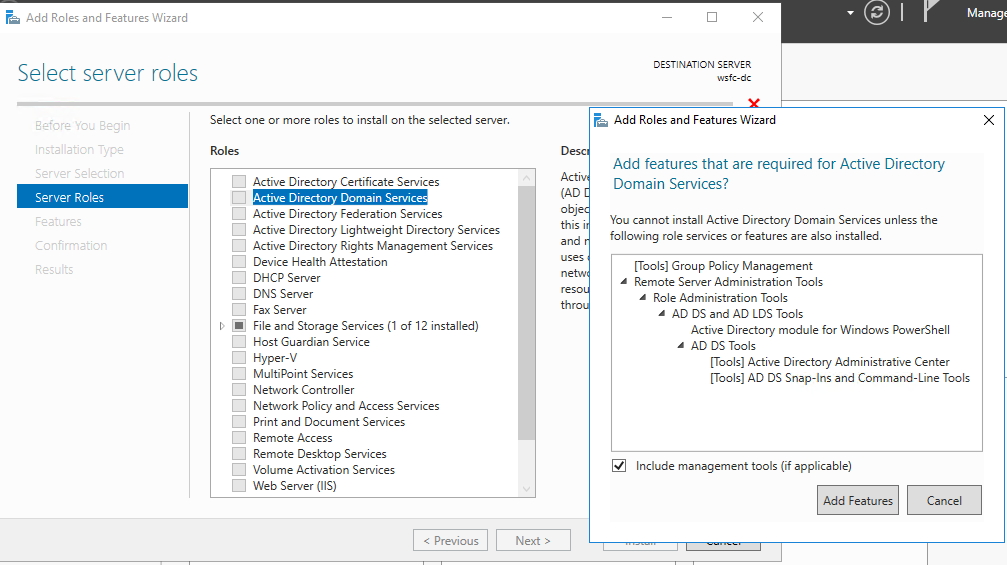 Add Roles and Features Wizard
Manage
Select server roles
DESTINATION SERVER
wsfc-dc
Before You Begin
Installation Type
Server Selection
Server Roles
Features
Confirmation
Results
Select one or more roles to install on the selected server.
Roles
Active Directory Certificate Services
Active Directory Domain Services
Active Directory Federation Services
Active Directory Lightweight Directory Services
Active Directory Rights Management Services
Device Health Attestation
DHCP Server
DNS Server
Fax Server
File and Storage Services (1 of 12 installed)
Host Guardian Service
Hyper-V
MultiPoint Services
Network Controller
Network Policy and Access Services
Print and Document Services
Remote Access
Remote Desktop Services
Volume Activation Services
Web Server (IIS)
Descr
Active
(AD D
objec
this in
and m
uses d
netwo
resou
throu
< Previous
Next >
Install
Cancel
Add Roles and Features Wizard
Add features that are required for Active Directory
Domain Services?
You cannot install Active Directory Domain Services unless the
following role services or features are also installed.
[Tools] Group Policy Management
Remote Server Administration Tools
Role Administration Tools
AD DS and AD LDS Tools
Active Directory module for Windows PowerShell
AD DS Tools
[Tools] Active Directory Administrative Center
[Tools] AD DS Snap-Ins and Command-Line Tools
Include management tools (if applicable)
Add Features
Cancel